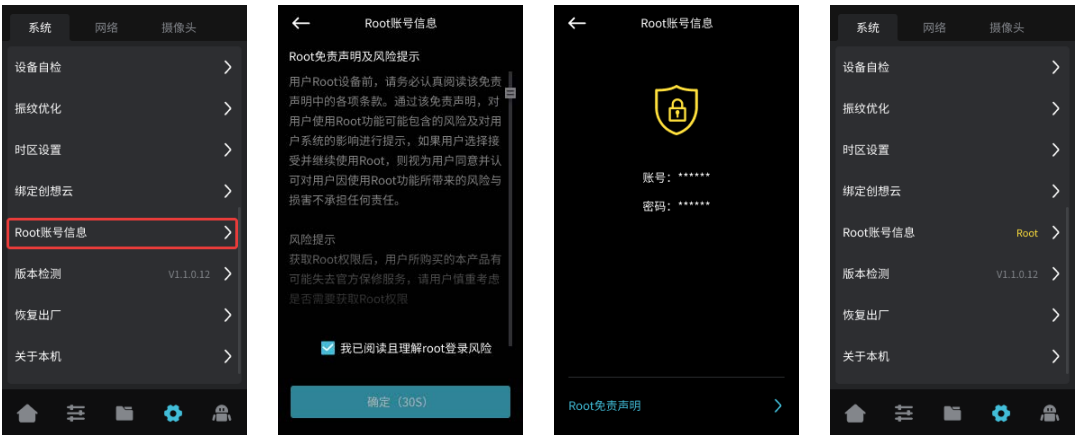 系统 网络 摄像头
设备自检
振纹优化
时区设置
绑定创想云
Root账号信息
版本检测 V1.1.0.12
恢复出厂
关于本机
Root账号信息
Root免责声明及风险提示
用户Root设备前，请务必认真阅读该免责
声明中的各项条款。通过该免责声明，对
用户使用Root功能可能包含的风险及对用
户系统的影响进行提示，如果用户选择接
受并继续使用Root，则视为用户同意并认
可对用户因使用Root功能所带来的风险与
损害不承担任何责任。
风险提示
获取Root权限后，用户所购买的本产品有
可能失去官方保修服务，请用户慎重考虑
是否需要获取Root权限
我已阅读且理解root登录风险
确定（30S）
Root账号信息
账号：******
密码：******
Root免责声明
系统 网络 摄像头
设备自检
振纹优化
时区设置
绑定创想云
Root账号信息 Root
版本检测 V1.1.0.12
恢复出厂
关于本机